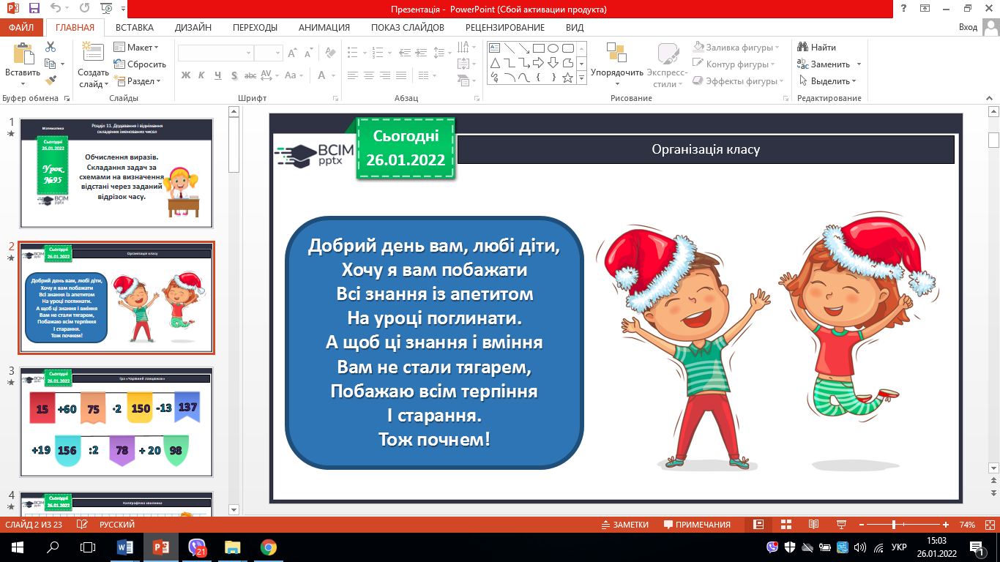 Презентація - PowerPoint (Сбой активации продукта)
ФАЙЛ ГЛАВНАЯ ВСТАВКА ДИЗАЙН ПЕРЕХОДЫ АНИМАЦИЯ ПОКАЗ СЛАЙДОВ РЕЦЕНЗИРОВАНИЕ ВИД Вход
Вставить
Создать слайд
Макет
Сбросить
Раздел
Ж К Ч S abc AV Aa А
Упорядочить
Экспресс-стили
Заливка фигуры
Контур фигуры
Эффекты фигуры
Найти
Заменить
Выделить
Буфер обмена Слайды Шрифт Абзац Рисование Редактирование
1
Математика
Розділ 11. Додавання і віднімання
складених іменованих чисел
Сьогодні
26.01.2022
Урок
№95
ВСІМ
pptx
Обчислення виразів.
Складання задач за
схемами на визначення
відстані через заданий
відрізок часу.
2
Сьогодні
26.01.2022
ВСІМ
Організація класу
Добрий день вам, любі діти,
Хочу я вам побажати
Всі знання із апетитом
На уроці поглинати.
А щоб ці знання і вміння
Вам не стали тягарем,
Побажаю всім терпіння
І старання.
Тож почнем!
3
Сьогодні
26.01.2022
ВСІМ
Гра «Чарівний ланцюжок»
15 +60 75 ·2 150 -13 137
+19 156 :2 78 + 20 98
4
Сьогодні
26.01.2022
ВСІМ
Каліграфічна хвилинка
ВСІМ
pptx
Сьогодні
26.01.2022
Організація класу
Добрий день вам, любі діти,
Хочу я вам побажати
Всі знання із апетитом
На уроці поглинати.
А щоб ці знання і вміння
Вам не стали тягарем,
Побажаю всім терпіння
І старання.
Тож почнем!
СЛАЙД 2 ИЗ 23 РУССКИЙ ЗАМЕТКИ ПРИМЕЧАНИЯ 74%
21
УКР
15:03
26.01.2022
1